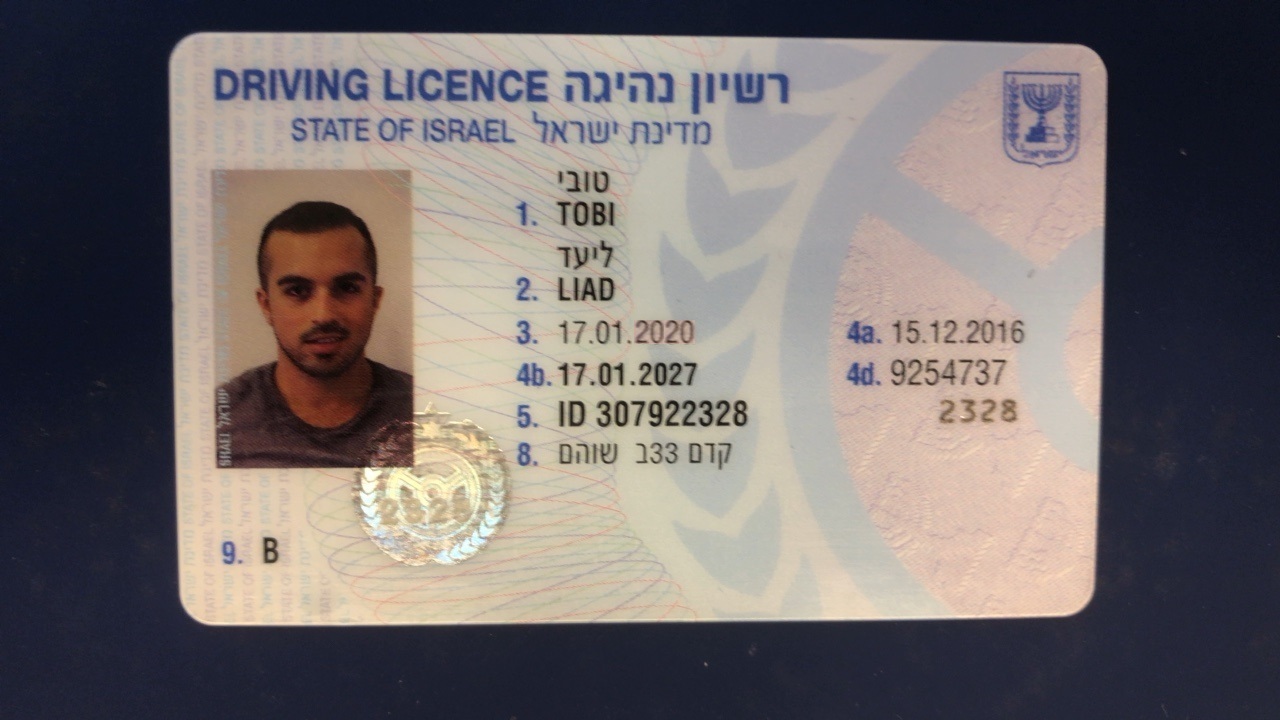 DRIVING LICENCE רשיון נהיגה
STATE OF ISRAEL מדינת ישראל
טובי
1. TOBI
ליעד
2. LIAD
3. 17.01.2020 4a. 15.12.2016
4b. 17.01.2027 4d. 9254737
5. ID 307922328 2328
8. קדם 33ב שוהם
2328
9. B